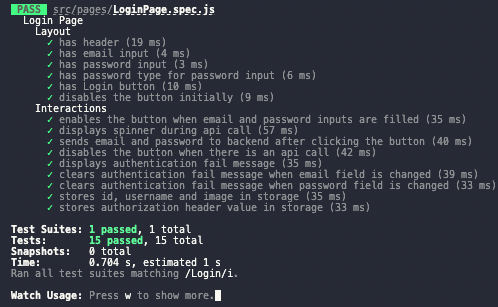 PASS src/pages/LoginPage.spec.js
Login Page
Layout
✓ has header (19 ms)
✓ has email input (4 ms)
✓ has password input (3 ms)
✓ has password type for password input (6 ms)
✓ has Login button (10 ms)
✓ disables the button initially (9 ms)
Interactions
✓ enables the button when email and password inputs are filled (35 ms)
✓ displays spinner during api call (57 ms)
✓ sends email and password to backend after clicking the button (40 ms)
✓ disables the button when there is an api call (42 ms)
✓ displays authentication fail message (35 ms)
✓ clears authentication fail message when email field is changed (39 ms)
✓ clears authentication fail message when password field is changed (33 ms)
✓ stores id, username and image in storage (35 ms)
✓ stores authorization header value in storage (33 ms)
Test Suites: 1 passed, 1 total
Tests: 15 passed, 15 total
Snapshots: 0 total
Time: 0.704 s, estimated 1 s
Ran all test suites matching /Login/i.
Watch Usage: Press w to show more.